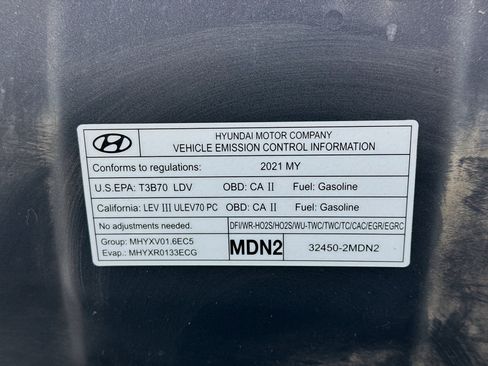 HYUNDAI MOTOR COMPANY
VEHICLE EMISSION CONTROL INFORMATION
Conforms to regulations: 2021 MY
U.S.EPA: T3B70 LDV OBD: CA II Fuel: Gasoline
California: LEV III ULEV70 PC OBD: CA II Fuel: Gasoline
No adjustments needed. DFI/WR-HO2S/HO2S/WU-TWC/TWC/TC/CAC/EGR/EGRC
Group: MHYXV01.6EC5
Evap: MHYXR0133ECG
MDN2 32450-2MDN2